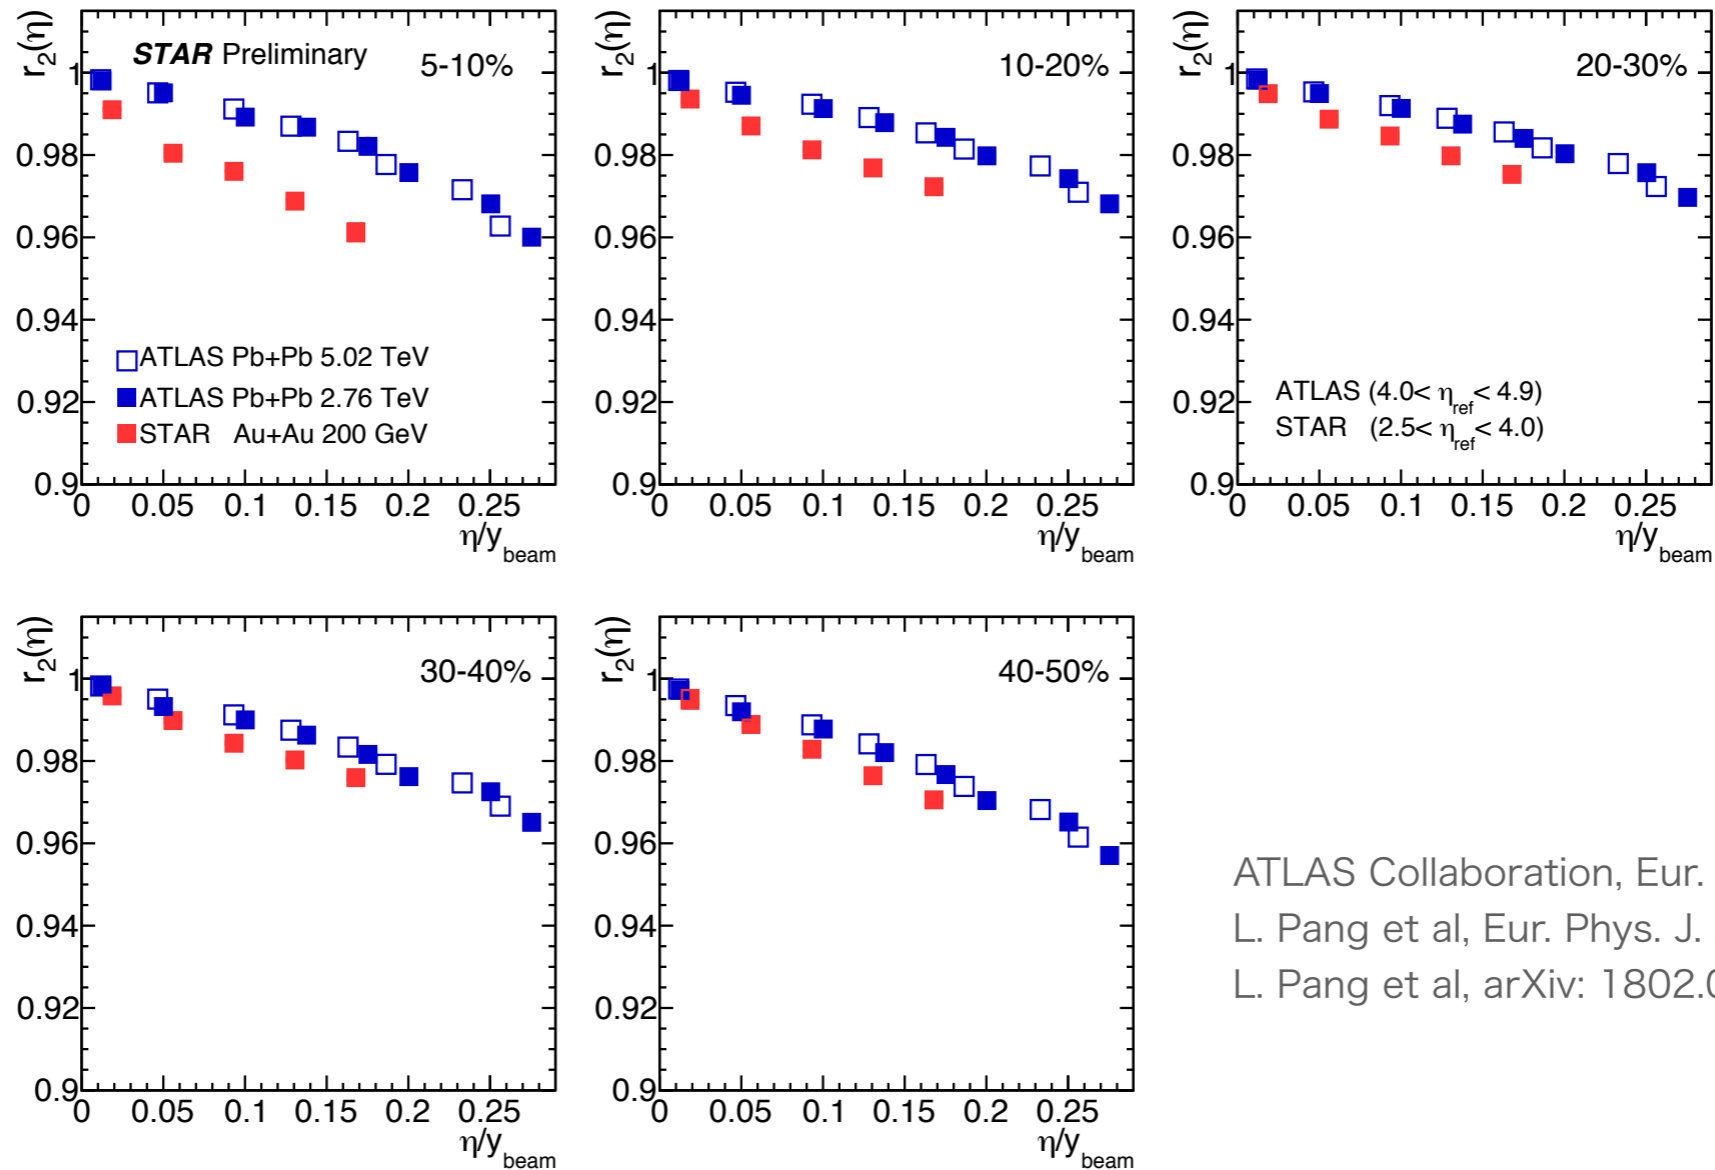 r2(η)
STAR Preliminary
5-10%
1
0.98
0.96
0.94
0.92
0.9
ATLAS Pb+Pb 5.02 TeV
ATLAS Pb+Pb 2.76 TeV
STAR Au+Au 200 GeV
0 0.05 0.1 0.15 0.2 0.25
η/ybeam
r2(η)
10-20%
1
0.98
0.96
0.94
0.92
0.9
0 0.05 0.1 0.15 0.2 0.25
η/ybeam
r2(η)
20-30%
1
0.98
0.96
0.94
0.92
0.9
ATLAS (4.0< ηref < 4.9)
STAR (2.5< ηref < 4.0)
0 0.05 0.1 0.15 0.2 0.25
η/ybeam
r2(η)
30-40%
1
0.98
0.96
0.94
0.92
0.9
0 0.05 0.1 0.15 0.2 0.25
η/ybeam
r2(η)
40-50%
1
0.98
0.96
0.94
0.92
0.9
0 0.05 0.1 0.15 0.2 0.25
η/ybeam
ATLAS Collaboration, Eur.
L. Pang et al, Eur. Phys. J.
L. Pang et al, arXiv: 1802.0